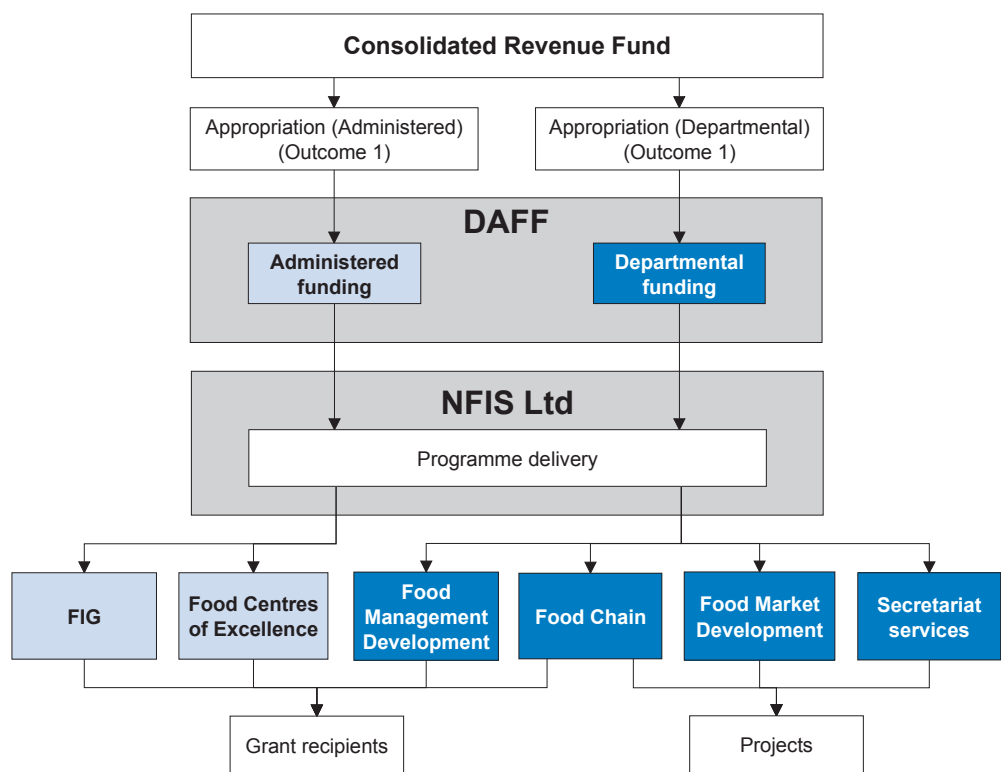 Consolidated Revenue Fund
Appropriation (Administered)
(Outcome 1)
Appropriation (Departmental)
(Outcome 1)
DAFF
Administered
funding
Departmental
funding
NFIS Ltd
Programme delivery
FIG
Food Centres
of Excellence
Food
Management
Development
Food Chain
Food Market
Development
Secretariat
services
Grant recipients
Projects